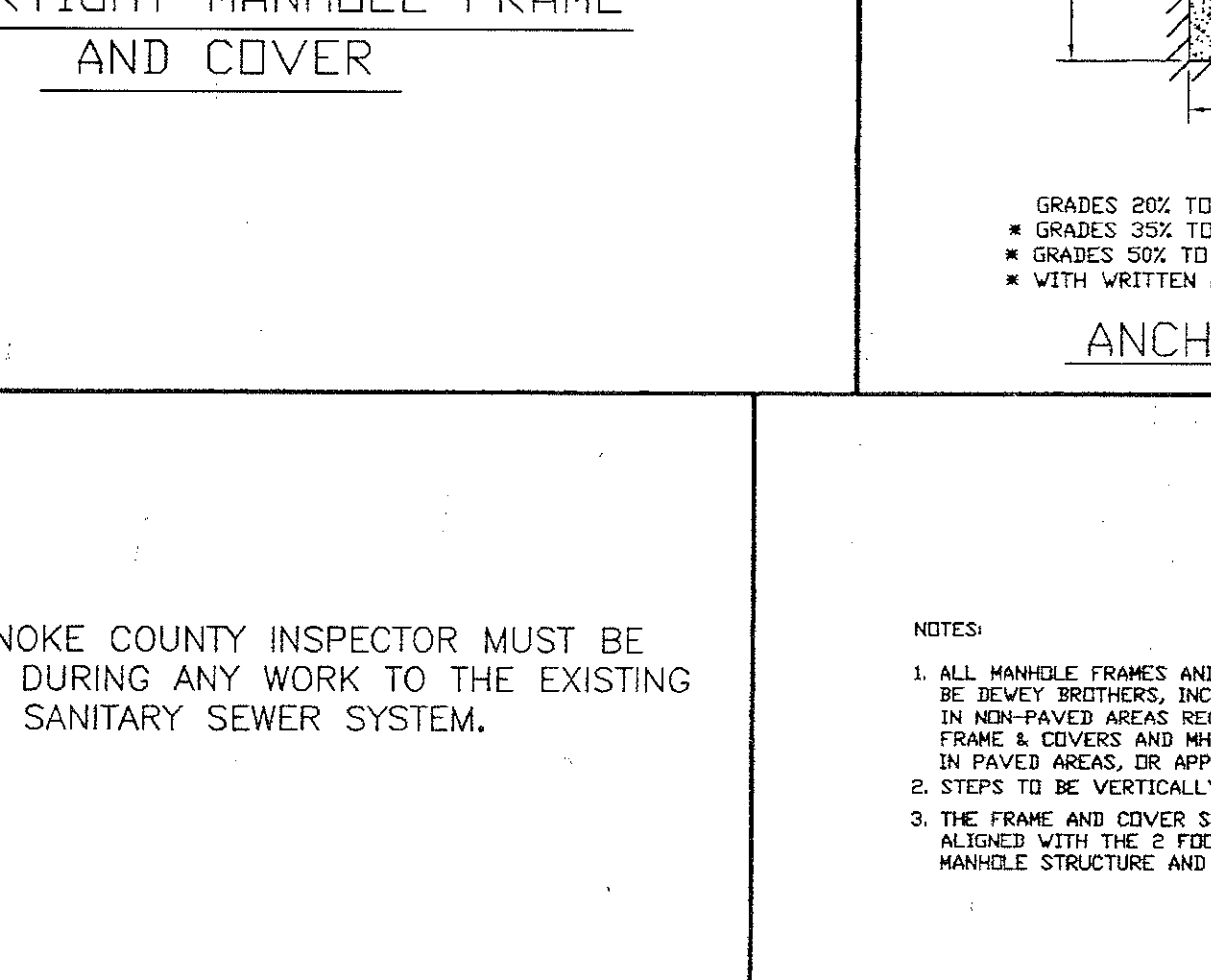 AND COVER
GRADES 20% TO
* GRADES 35% TO
* GRADES 50% TO
* WITH WRITTEN
ANCH
NOKE COUNTY INSPECTOR MUST BE
DURING ANY WORK TO THE EXISTING
SANITARY SEWER SYSTEM.
NOTES:
1. ALL MANHOLE FRAMES AND
BE DEWEY BROTHERS, INC
IN NON-PAVED AREAS REC
FRAME & COVERS AND MH
IN PAVED AREAS, OR APP
2. STEPS TO BE VERTICALLY
3. THE FRAME AND COVER S
ALIGNED WITH THE 2 FOO
MANHOLE STRUCTURE AND